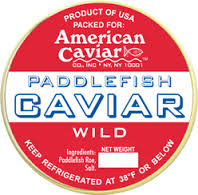 PRODUCT OF USA
PACKED FOR:
American
Caviar
CO., INC • NY, NY 10001
PADDLEFISH
CAVIAR
WILD
Ingredients:
Paddlefish Roe,
Salt.
NET WEIGHT
KEEP REFRIGERATED AT 38°F OR BELOW